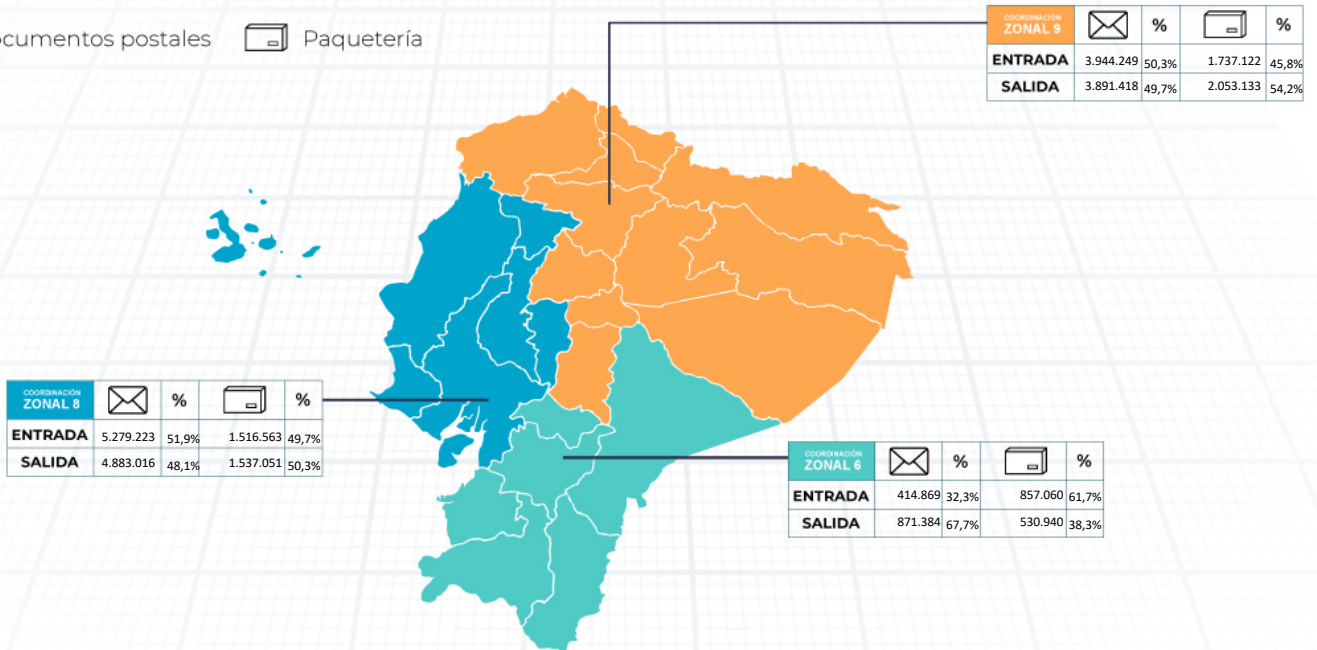 ocumentos postales Paquetería
COORDINACIÓN
ZONAL 9 % %
ENTRADA 3.944.249 50,3% 1.737.122 45,8%
SALIDA 3.891.418 49,7% 2.053.133 54,2%
COORDINACIÓN
ZONAL 8 % %
ENTRADA 5.279.223 51,9% 1.516.563 49,7%
SALIDA 4.883.016 48,1% 1.537.051 50,3%
COORDINACIÓN
ZONAL 6 % %
ENTRADA 414.869 32,3% 857.060 61,7%
SALIDA 871.384 67,7% 530.940 38,3%